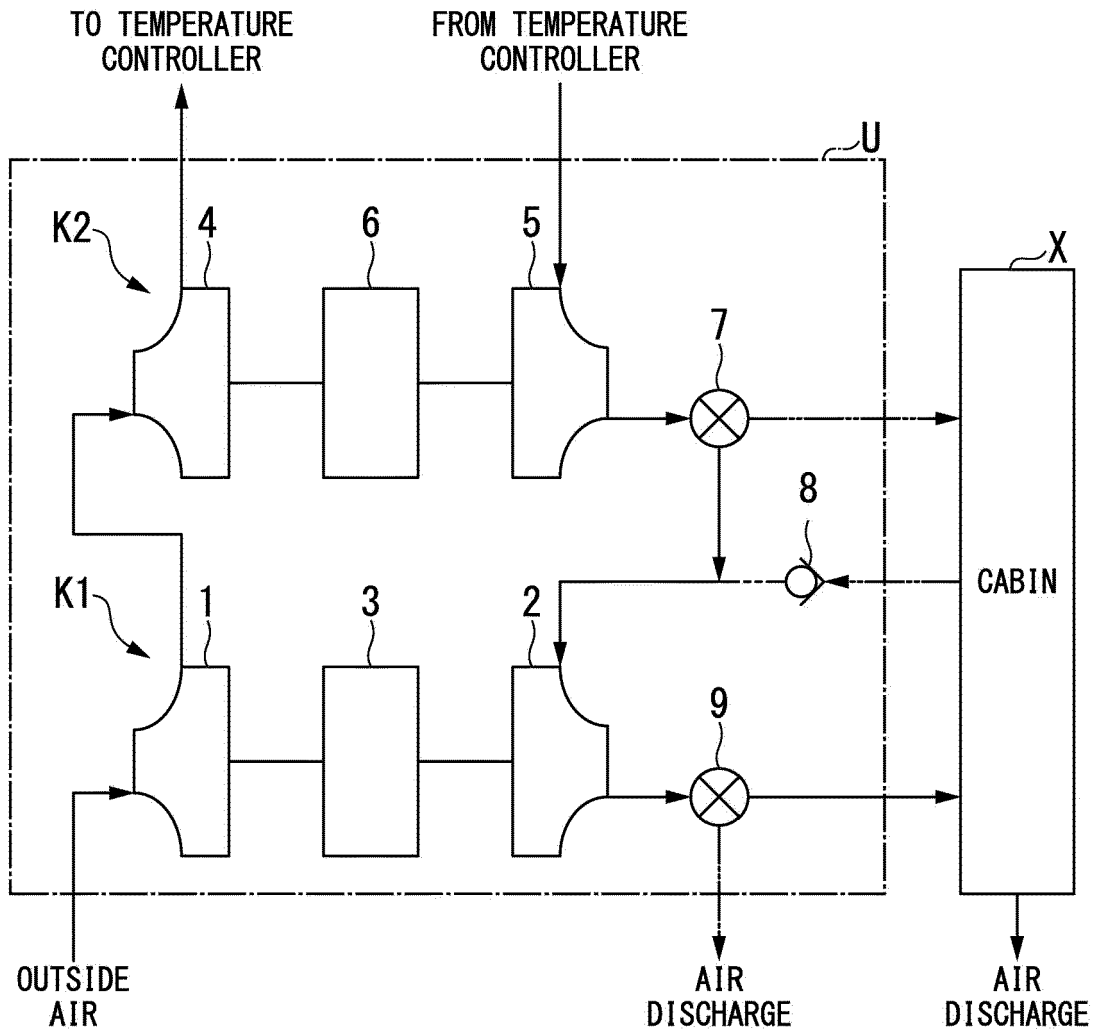 TO TEMPERATURE
CONTROLLER
FROM TEMPERATURE
CONTROLLER
U
K2
4
6
5
X
7
8
CABIN
K1
1
3
2
9
OUTSIDE
AIR
AIR
DISCHARGE
AIR
DISCHARGE